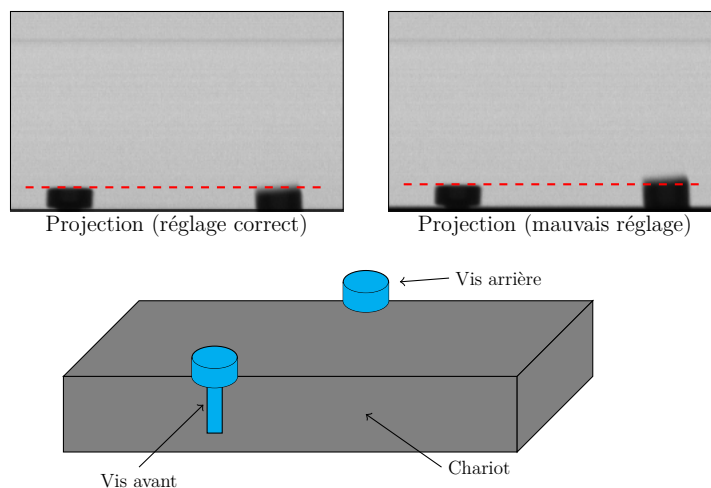 Projection (réglage correct)
Projection (mauvais réglage)
Vis arrière
Chariot
Vis avant